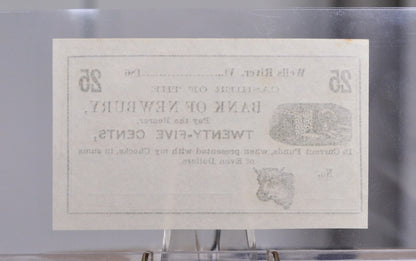 25 Wells River, Vt.,........186 25
CASHIER OF THE
BANK OF NEWBURY,
Pay the Bearer,
TWENTY-FIVE CENTS,
In Current Funds, when presented with my Checks, in sums
of Even Dollars.
No.